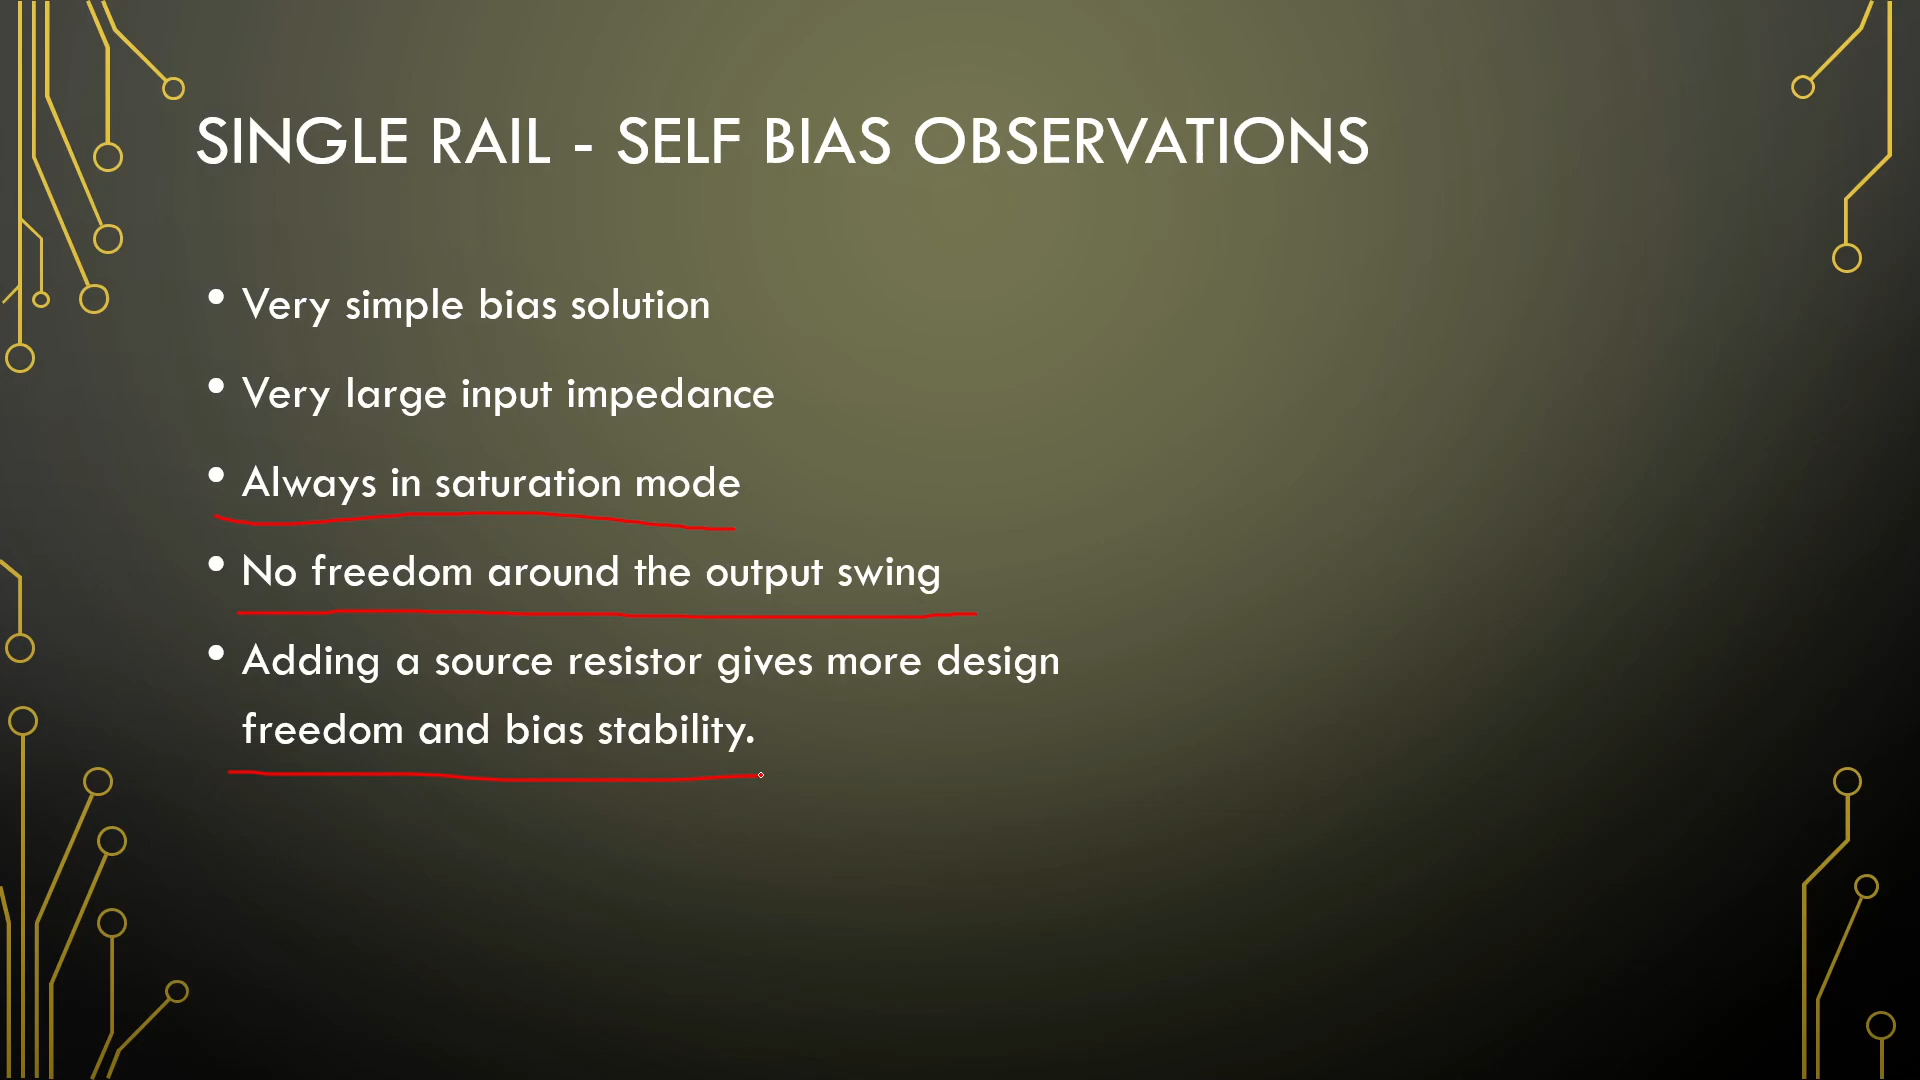 SINGLE RAIL - SELF BIAS OBSERVATIONS
• Very simple bias solution
• Very large input impedance
• Always in saturation mode
• No freedom around the output swing
• Adding a source resistor gives more design
freedom and bias stability.